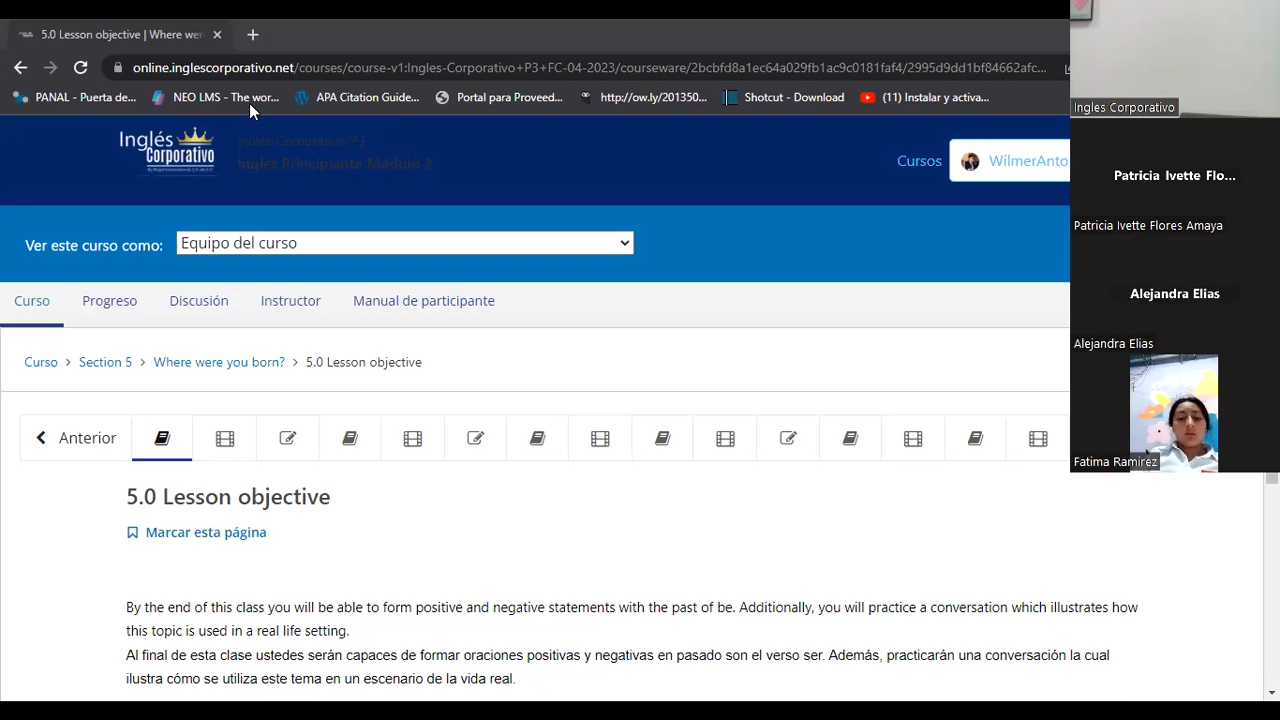 5.0 Lesson objective | Where we
online.inglescorporativo.net/courses/course-v1:Ingles-Corporativo+P3+FC-04-2023/courseware/2bcbfd8a1ec64a029fb1ac9c0181faf4/2995d9dd1bf84662afc...
PANAL - Puerta de... NEO LMS - The wor... APA Citation Guide... Portal para Proveed... http://ow.ly/201350... Shotcut - Download (11) Instalar y activa...
Ingles Corporativo
Inglés Corporativo
Ingles-Corporativo: P3
Inglés Principante Modulo 3
Cursos WilmerAnto
Patricia Ivette Flo...
Patricia Ivette Flores Amaya
Ver este curso como: Equipo del curso
Alejandra Elias
Curso Progreso Discusión Instructor Manual de participante
Alejandra Elias
Curso > Section 5 > Where were you born? > 5.0 Lesson objective
Anterior
Fatima Ramirez
5.0 Lesson objective
Marcar esta página
By the end of this class you will be able to form positive and negative statements with the past of be. Additionally, you will practice a conversation which illustrates how
this topic is used in a real life setting.
Al final de esta clase ustedes serán capaces de formar oraciones positivas y negativas en pasado son el verso ser. Además, practicarán una conversación la cual
ilustra cómo se utiliza este tema en un escenario de la vida real.